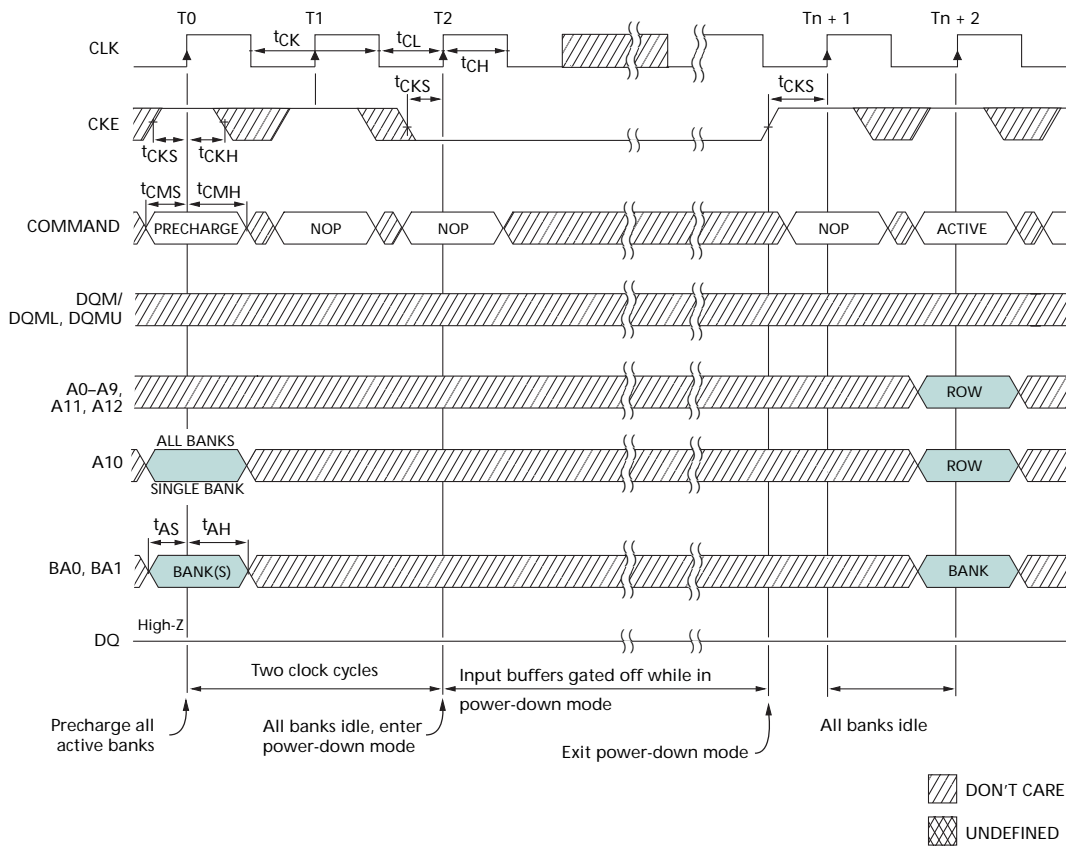 T0 T1 T2 Tn + 1 Tn + 2
CLK
tCK tCL
tCH
tCKS tCKS
CKE
tCKS tCKH
tCMS tCMH
COMMAND PRECHARGE NOP NOP NOP ACTIVE
DQM/
DQML, DQMU
A0–A9,
A11, A12
ROW
ALL BANKS
A10 ROW
SINGLE BANK
tAS tAH
BA0, BA1 BANK(S) BANK
High-Z
DQ
Two clock cycles
Input buffers gated off while in
power-down mode
Precharge all
active banks
All banks idle, enter
power-down mode
Exit power-down mode
All banks idle
DON'T CARE
UNDEFINED